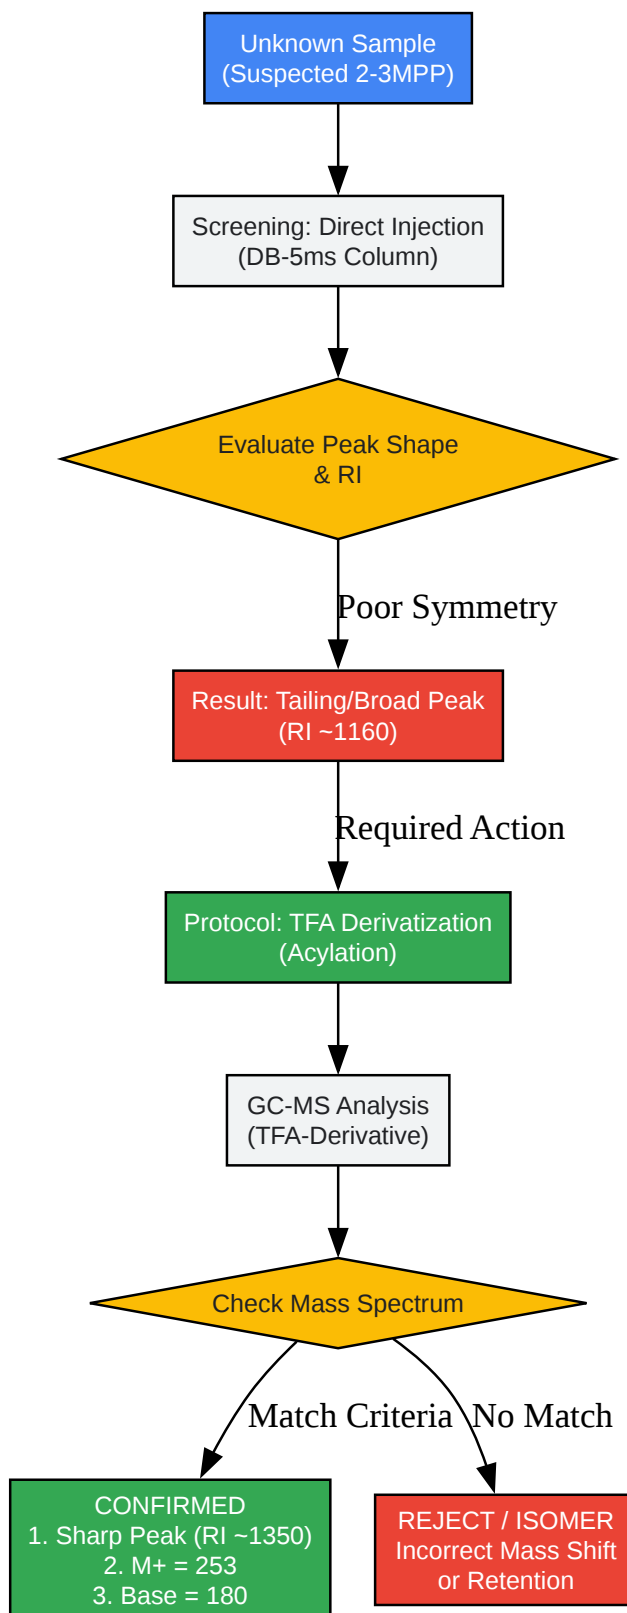 Unknown Sample
(Suspected 2-3MPP)
Screening: Direct Injection
(DB-5ms Column)
Evaluate Peak Shape
& RI
Poor Symmetry
Result: Tailing/Broad Peak
(RI ~1160)
Required Action
Protocol: TFA Derivatization
(Acylation)
GC-MS Analysis
(TFA-Derivative)
Check Mass Spectrum
Match Criteria
No Match
CONFIRMED
1. Sharp Peak (RI ~1350)
2. M+ = 253
3. Base = 180
REJECT / ISOMER
Incorrect Mass Shift
or Retention